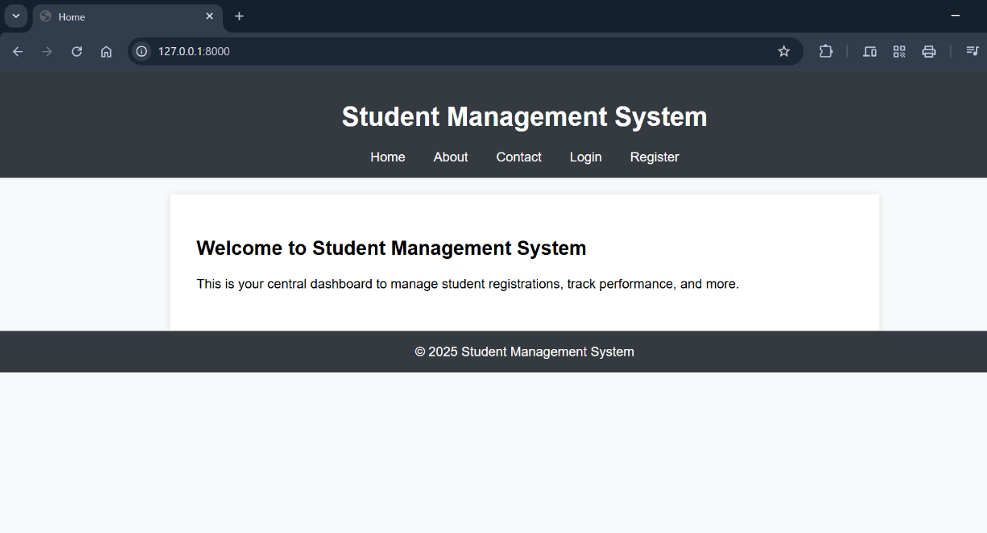 Home
127.0.0.1:8000
Student Management System
Home About Contact Login Register
Welcome to Student Management System
This is your central dashboard to manage student registrations, track performance, and more.
© 2025 Student Management System